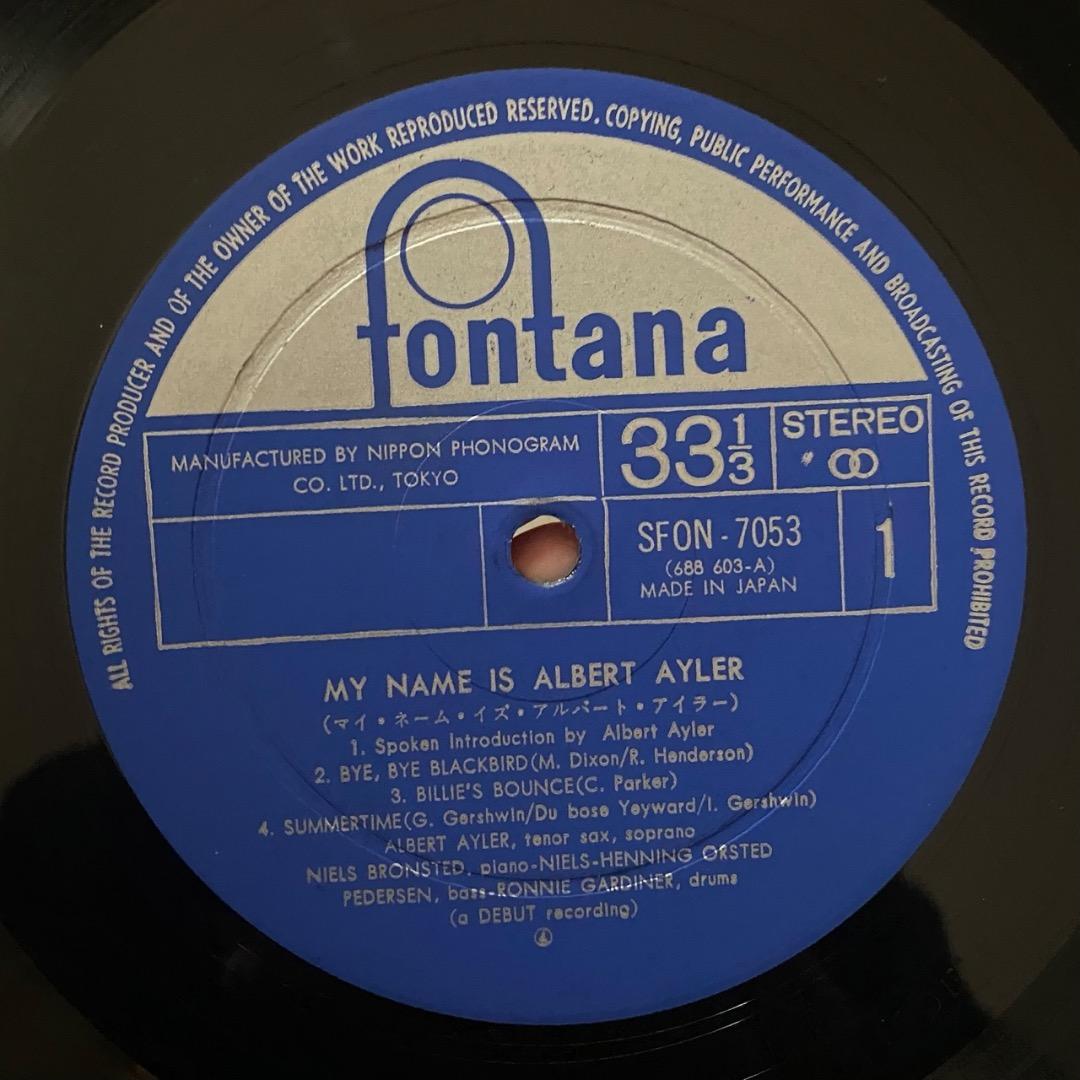 ALL RIGHTS OF THE RECORD PRODUCER AND OF THE OWNER OF THE WORK REPRODUCED RESERVED. COPYING, PUBLIC PERFORMANCE AND BROADCASTING OF THIS RECORD PROHIBITED
fontana
MANUFACTURED BY NIPPON PHONOGRAM
CO. LTD., TOKYO
33 1/3
STEREO
SFON-7053
(688 603-A)
MADE IN JAPAN
1
MY NAME IS ALBERT AYLER
(マイ・ネーム・イズ・アルバート・アイラー)
1. Spoken Introduction by Albert Ayler
2. BYE, BYE BLACKBIRD(M. Dixon/R. Henderson)
3. BILLIE'S BOUNCE(C. Parker)
4. SUMMERTIME(G. Gershwin/Du bose Yeyward/I. Gershwin)
ALBERT AYLER, tenor sax, soprano
NIELS BRONSTED, piano-NIELS-HENNING ORSTED
PEDERSEN, bass-RONNIE GARDINER, drums
(a DEBUT recording)